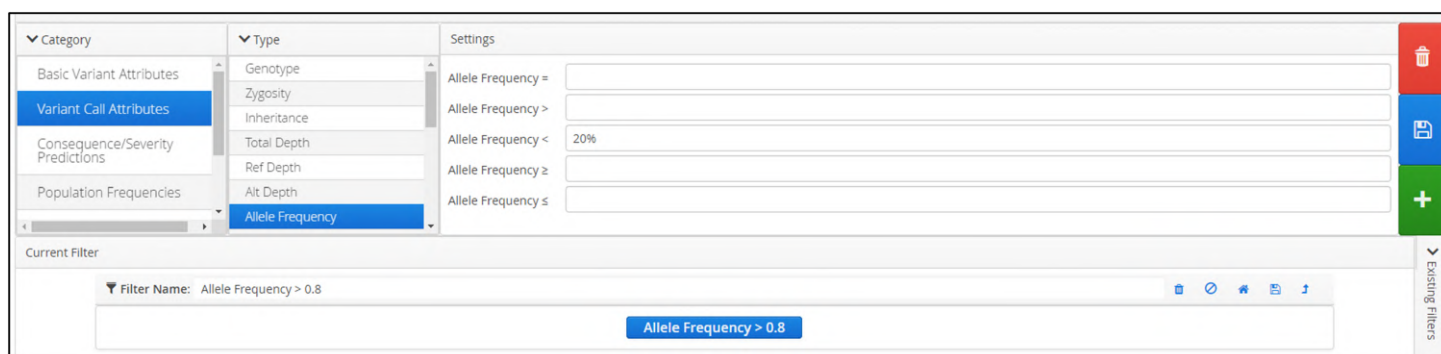 Category
Type
Settings
Basic Variant Attributes
Variant Call Attributes
Consequence/Severity
Predictions
Population Frequencies
Genotype
Zygosity
Inheritance
Total Depth
Ref Depth
Alt Depth
Allele Frequency
Allele Frequency =
Allele Frequency >
Allele Frequency < 20%
Allele Frequency ≥
Allele Frequency ≤
Current Filter
Filter Name: Allele Frequency > 0.8
Allele Frequency > 0.8
Existing Filters